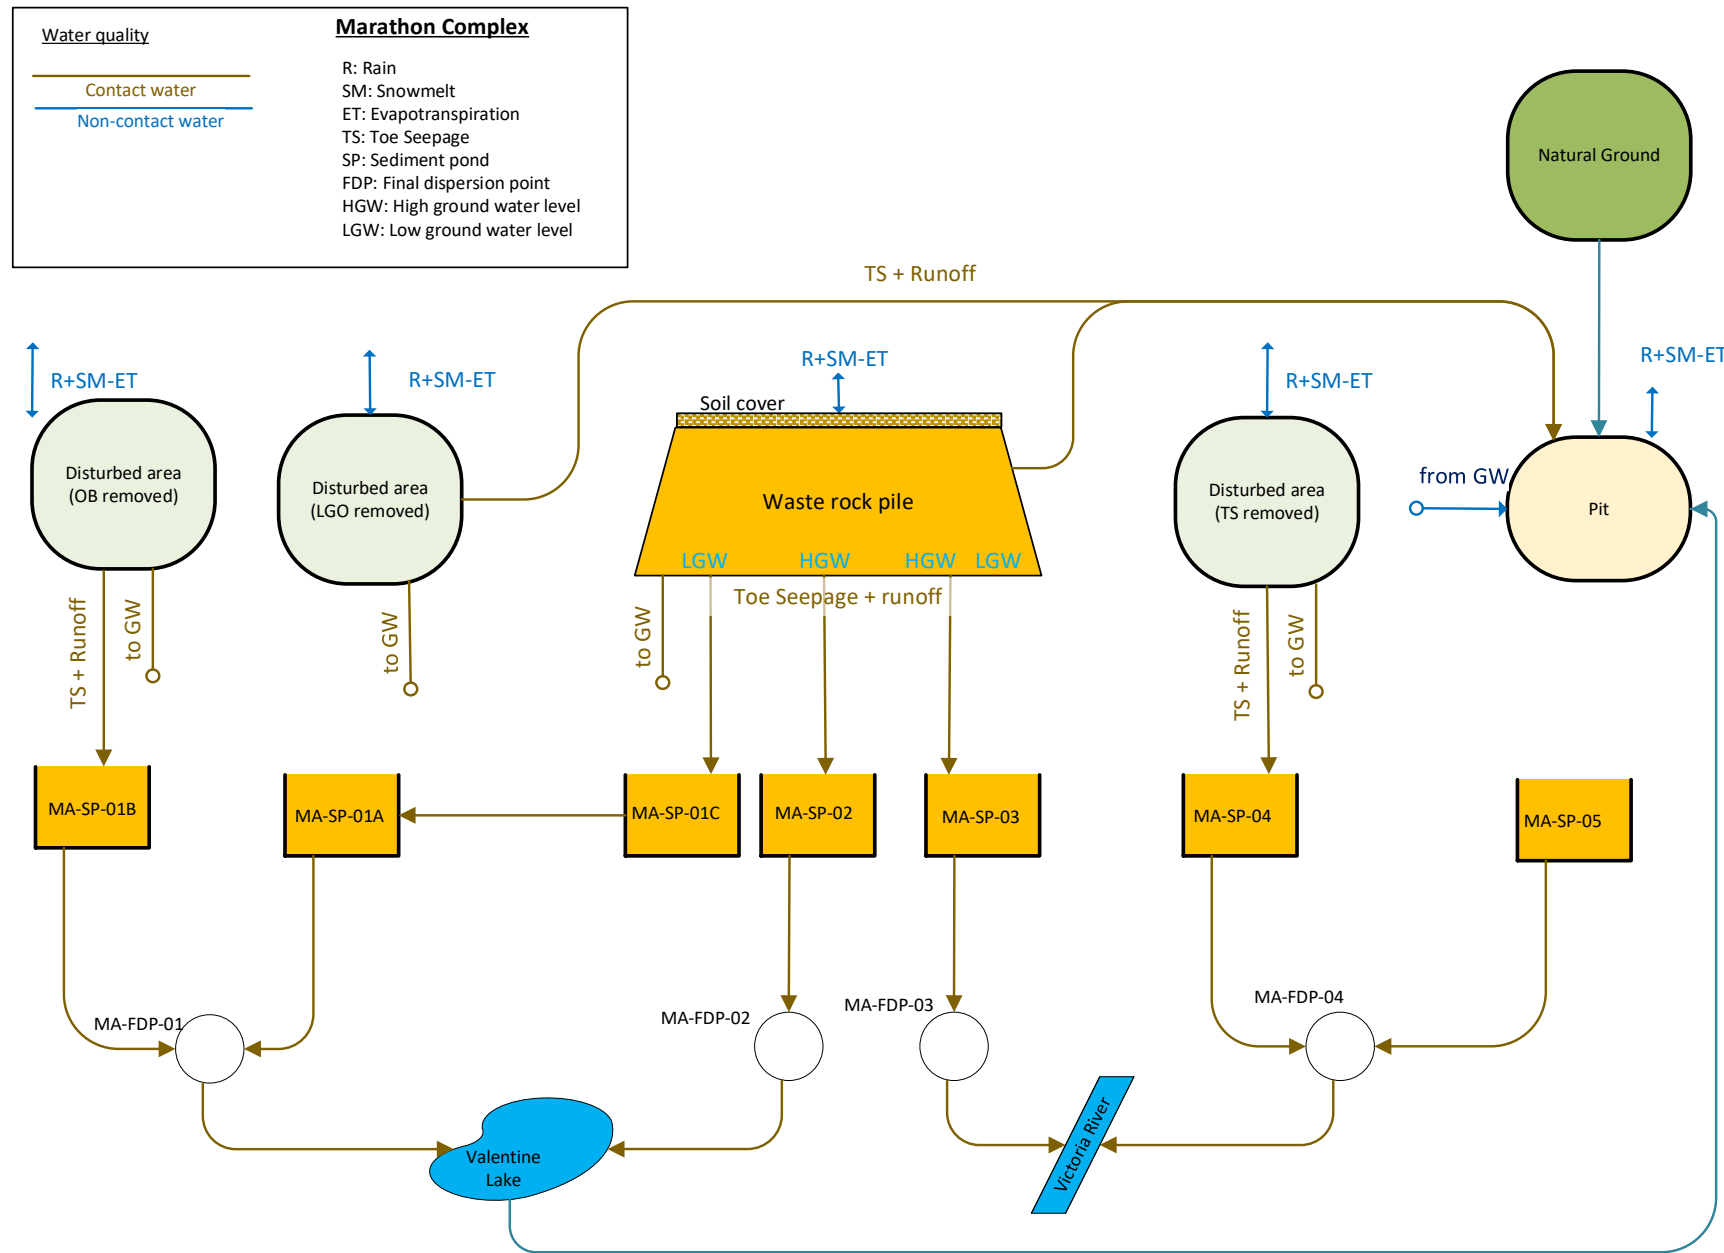 Water quality
Contact water
Non-contact water
Marathon Complex
R: Rain
SM: Snowmelt
ET: Evapotranspiration
TS: Toe Seepage
SP: Sediment pond
FDP: Final dispersion point
HGW: High ground water level
LGW: Low ground water level
Natural Ground
TS + Runoff
R+SM-ET
R+SM-ET
R+SM-ET
R+SM-ET
R+SM-ET
Soil cover
Disturbed area
(OB removed)
Disturbed area
(LGO removed)
Waste rock pile
Disturbed area
(TS removed)
from GW
Pit
LGW
HGW
HGW
LGW
Toe Seepage + runoff
TS + Runoff
to GW
to GW
to GW
TS + Runoff
to GW
MA-SP-01B
MA-SP-01A
MA-SP-01C
MA-SP-02
MA-SP-03
MA-SP-04
MA-SP-05
MA-FDP-01
MA-FDP-02
MA-FDP-03
MA-FDP-04
Valentine
Lake
Victoria River